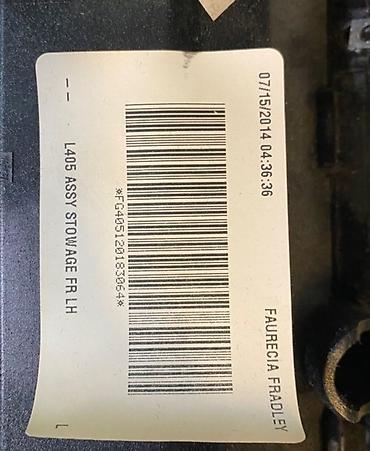 07/15/2014 04:36:36 FAURECIA FRADLEY
*FG405120183064*
-- L405 ASSY STOWAGE FR LH L